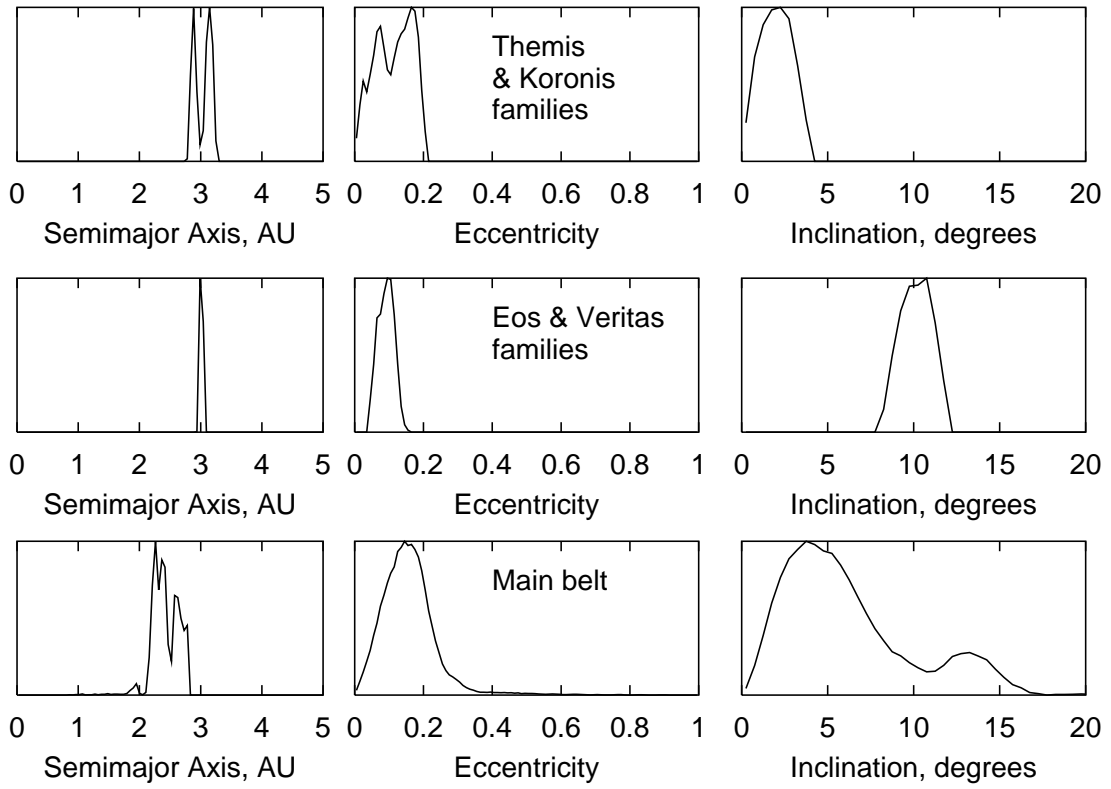 Themis
& Koronis
families
0 1 2 3 4 5
0 0.2 0.4 0.6 0.8 1
0 5 10 15 20
Semimajor Axis, AU
Eccentricity
Inclination, degrees
Eos & Veritas
families
0 1 2 3 4 5
0 0.2 0.4 0.6 0.8 1
0 5 10 15 20
Semimajor Axis, AU
Eccentricity
Inclination, degrees
Main belt
0 1 2 3 4 5
0 0.2 0.4 0.6 0.8 1
0 5 10 15 20
Semimajor Axis, AU
Eccentricity
Inclination, degrees